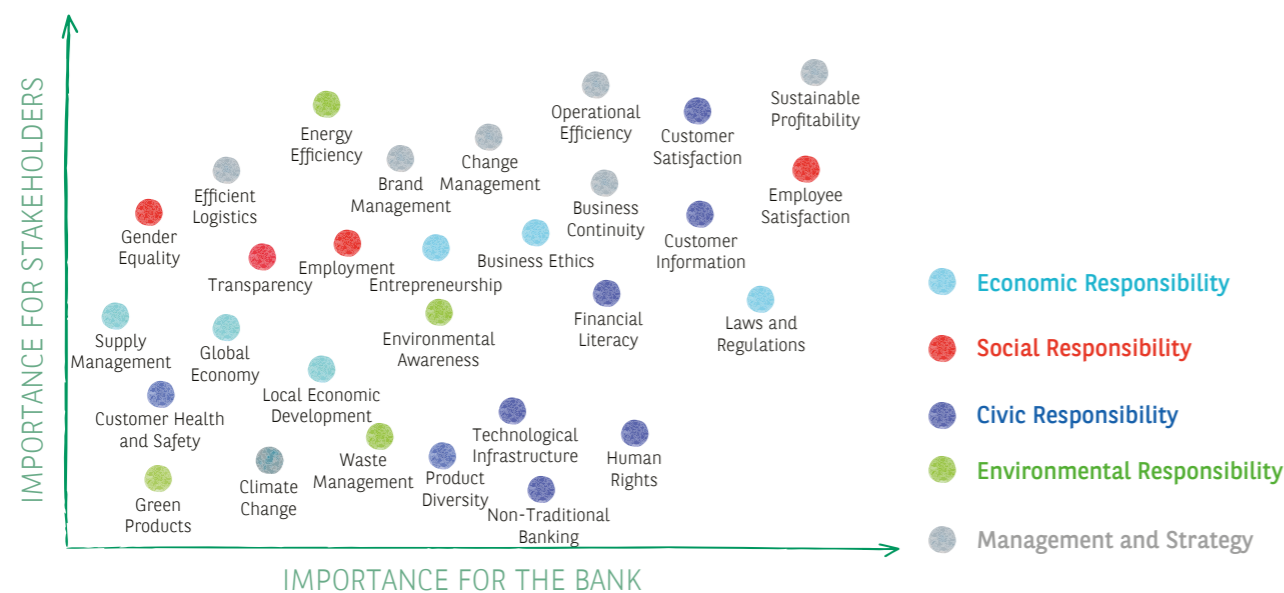 IMPORTANCE FOR STAKEHOLDERS
Sustainable
Profitability
Operational
Efficiency
Customer
Satisfaction
Energy
Efficiency
Change
Management
Brand
Management
Efficient
Logistics
Employee
Satisfaction
Business
Continuity
Gender
Equality
Customer
Information
Business Ethics
Employment
Entrepreneurship
Transparency
Financial
Literacy
Laws and
Regulations
Environmental
Awareness
Supply
Management
Global
Economy
Local Economic
Development
Customer Health
and Safety
Technological
Infrastructure
Human
Rights
Waste
Management
Product
Diversity
Climate
Change
Green
Products
Non-Traditional
Banking
IMPORTANCE FOR THE BANK
Economic Responsibility
Social Responsibility
Civic Responsibility
Environmental Responsibility
Management and Strategy